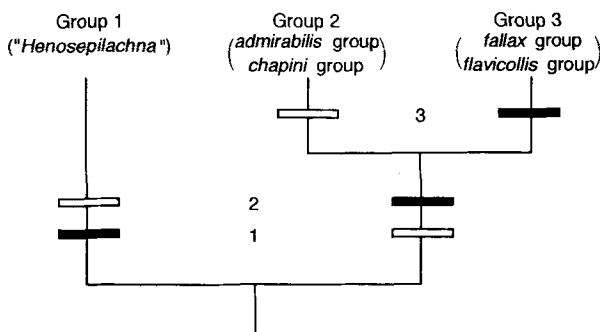 Group 1
("Henosepilachna")
Group 2
(admirabilis group
chapini group)
Group 3
(fallax group
flavicollis group)
3
2
1